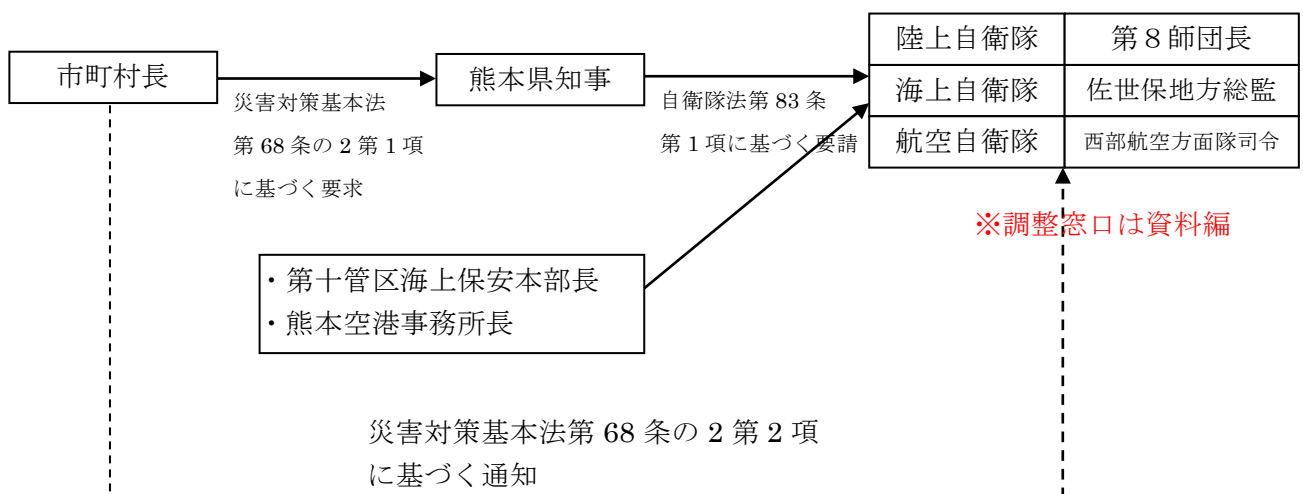 市町村長
災害対策基本法
第 68 条の 2 第 1 項
に基づく要求
熊本県知事
自衛隊法第 83 条
第 1 項に基づく要請
陸上自衛隊 第８師団長
海上自衛隊 佐世保地方総監
航空自衛隊 西部航空方面隊司令
※調整窓口は資料編
・第十管区海上保安本部長
・熊本空港事務所長
災害対策基本法第 68 条の 2 第 2 項
に基づく通知